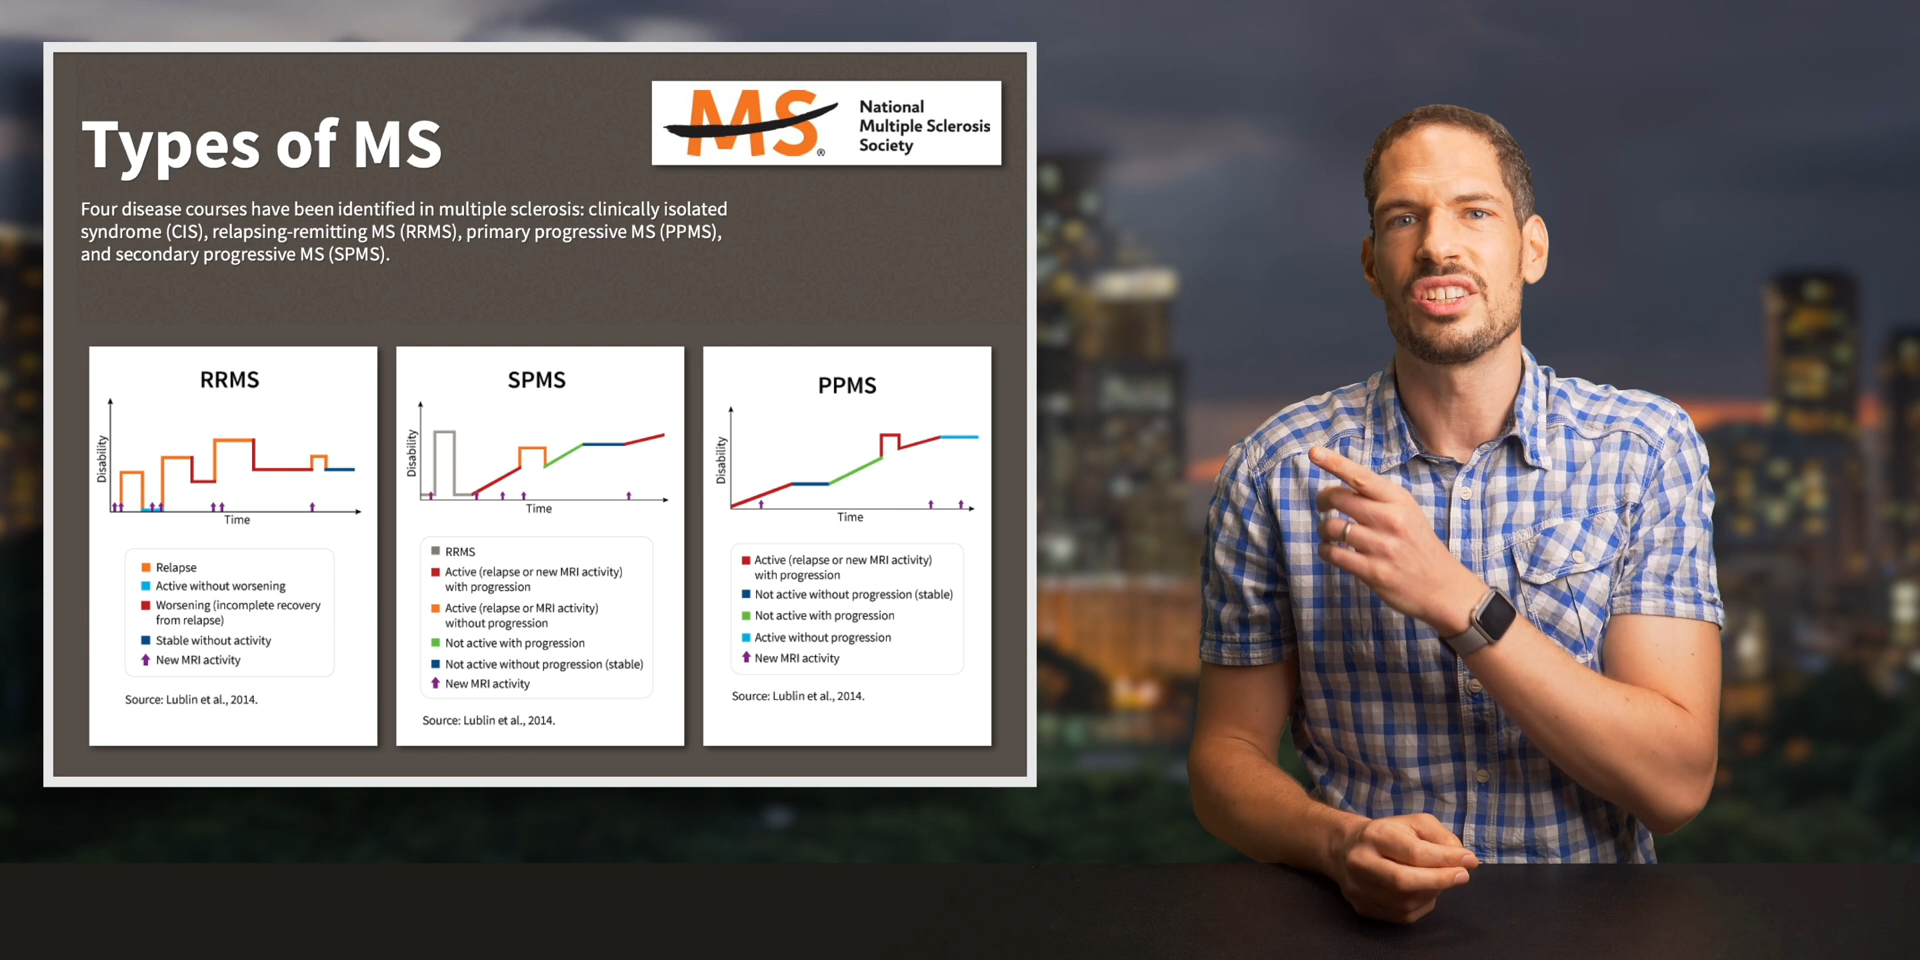 Types of MS
MS®
National
Multiple Sclerosis
Society
Four disease courses have been identified in multiple sclerosis: clinically isolated
syndrome (CIS), relapsing-remitting MS (RRMS), primary progressive MS (PPMS),
and secondary progressive MS (SPMS).
RRMS
Disability
Time
Relapse
Active without worsening
Worsening (incomplete recovery
from relapse)
Stable without activity
New MRI activity
Source: Lublin et al., 2014.
SPMS
Disability
Time
RRMS
Active (relapse or new MRI activity)
with progression
Active (relapse or MRI activity)
without progression
Not active with progression
Not active without progression (stable)
New MRI activity
Source: Lublin et al., 2014.
PPMS
Disability
Time
Active (relapse or new MRI activity)
with progression
Not active without progression (stable)
Not active with progression
Active without progression
New MRI activity
Source: Lublin et al., 2014.